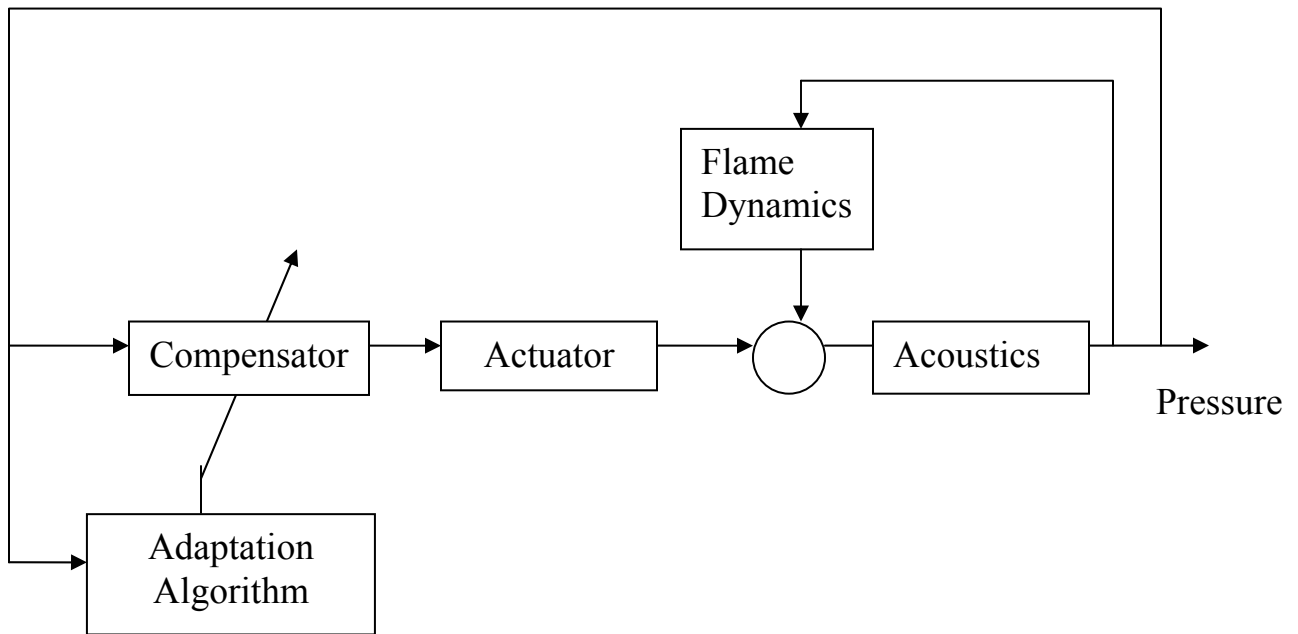 Flame
Dynamics
Compensator
Actuator
Acoustics
Pressure
Adaptation
Algorithm